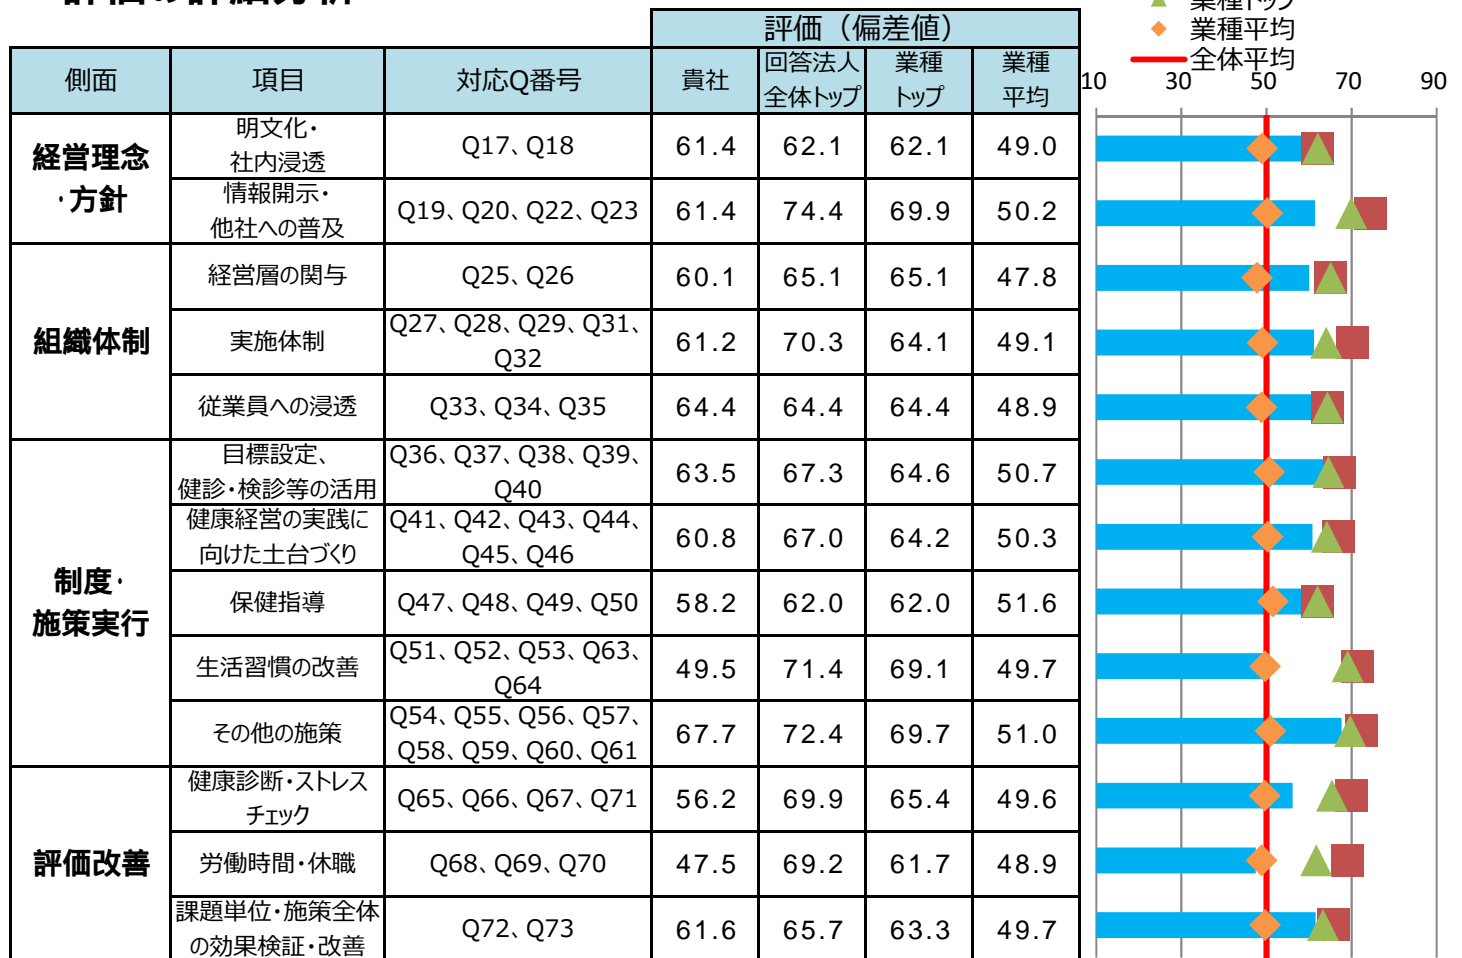 評価の詳細分析
業種トップ
業種平均
全体平均
評価（偏差値）
側面 項目 対応Q番号 貴社 回答法人全体トップ 業種トップ 業種平均
10 30 50 70 90
経営理念・方針
明文化・社内浸透 Q17、Q18 61.4 62.1 62.1 49.0
情報開示・他社への普及 Q19、Q20、Q22、Q23 61.4 74.4 69.9 50.2
組織体制
経営層の関与 Q25、Q26 60.1 65.1 65.1 47.8
実施体制 Q27、Q28、Q29、Q31、Q32 61.2 70.3 64.1 49.1
従業員への浸透 Q33、Q34、Q35 64.4 64.4 64.4 48.9
制度・施策実行
目標設定、健診・検診等の活用 Q36、Q37、Q38、Q39、Q40 63.5 67.3 64.6 50.7
健康経営の実践に向けた土台づくり Q41、Q42、Q43、Q44、Q45、Q46 60.8 67.0 64.2 50.3
保健指導 Q47、Q48、Q49、Q50 58.2 62.0 62.0 51.6
生活習慣の改善 Q51、Q52、Q53、Q63、Q64 49.5 71.4 69.1 49.7
その他の施策 Q54、Q55、Q56、Q57、Q58、Q59、Q60、Q61 67.7 72.4 69.7 51.0
評価改善
健康診断・ストレスチェック Q65、Q66、Q67、Q71 56.2 69.9 65.4 49.6
労働時間・休職 Q68、Q69、Q70 47.5 69.2 61.7 48.9
課題単位・施策全体の効果検証・改善 Q72、Q73 61.6 65.7 63.3 49.7